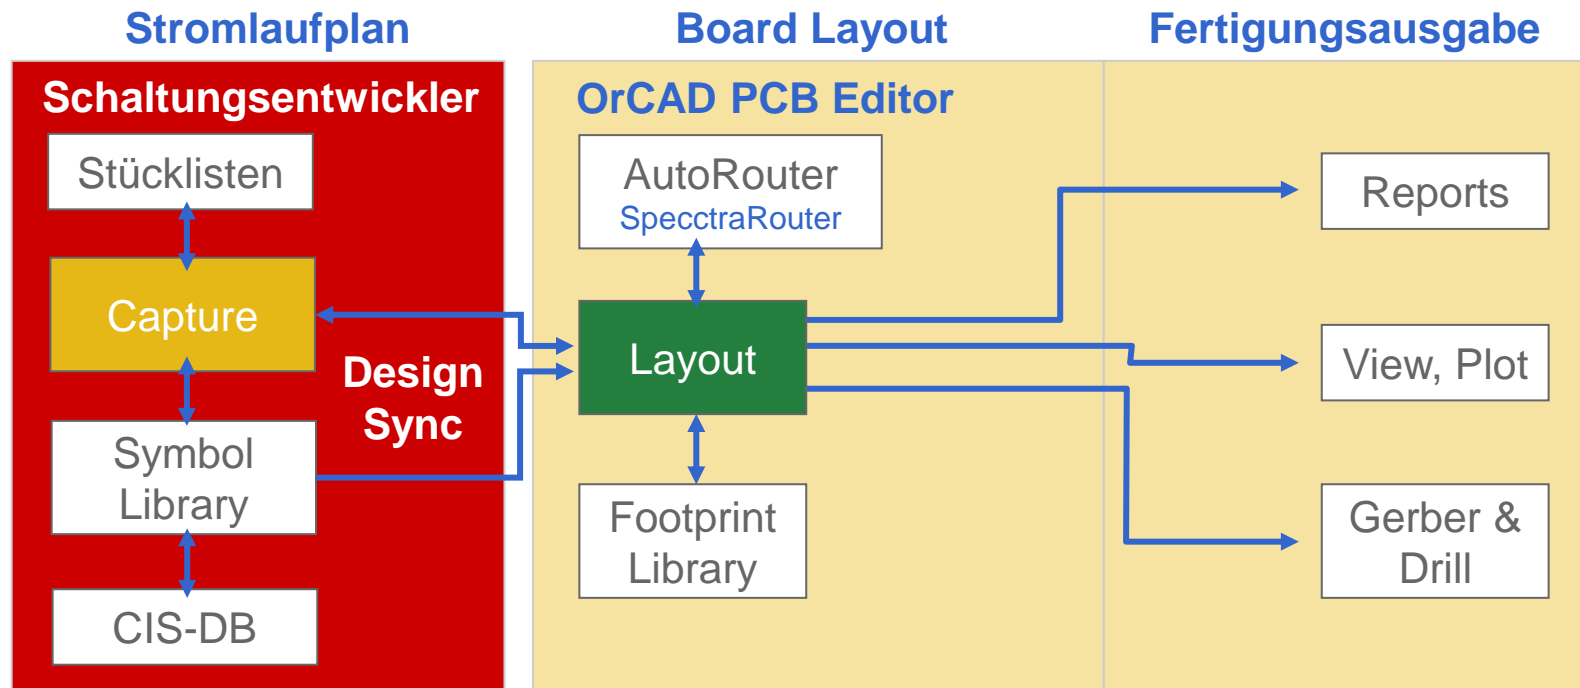 Stromlaufplan
Board Layout
Fertigungsausgabe
Schaltungsentwickler
Stücklisten
Capture
Design
Sync
Symbol
Library
CIS-DB
OrCAD PCB Editor
AutoRouter
SpecctraRouter
Layout
Footprint
Library
Reports
View, Plot
Gerber &
Drill